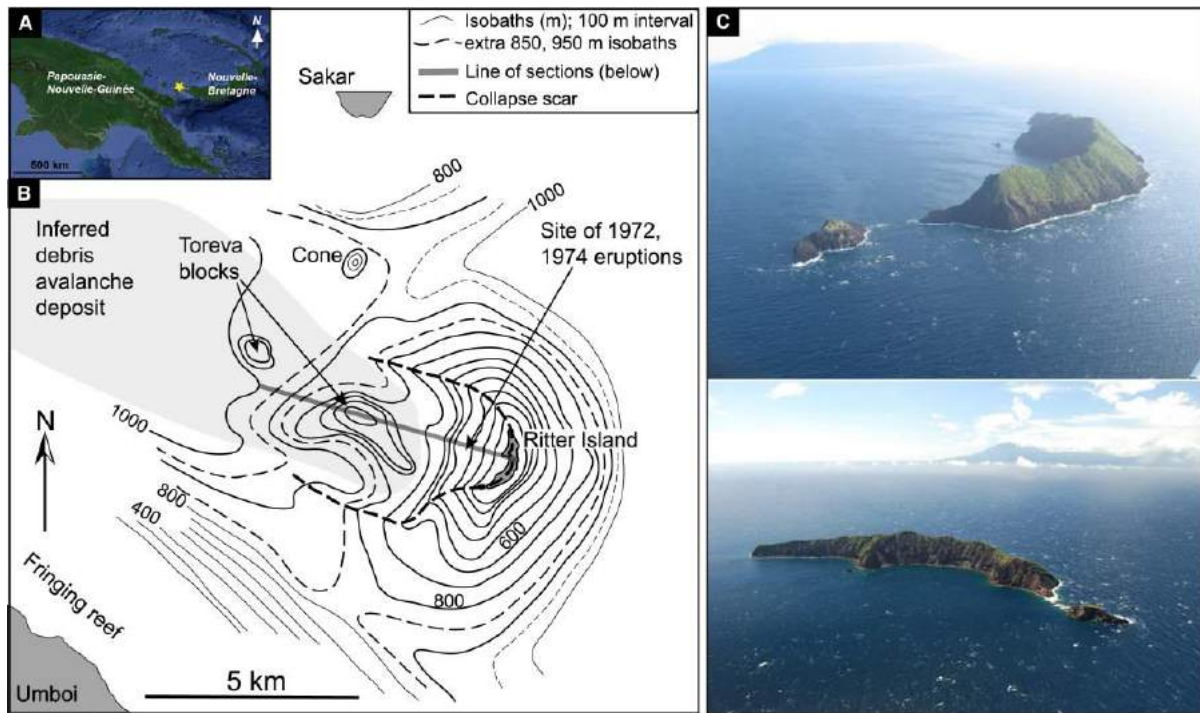 A
N
Papouasie-
Nouvelle-Guinée
Nouvelle-
Bretagne
500 km
Isobaths (m); 100 m interval
extra 850, 950 m isobaths
Line of sections (below)
Collapse scar
Sakar
C
B
800
1000
Inferred
debris
avalanche
deposit
Toreva
blocks
Cone
Site of 1972,
1974 eruptions
1000
N
Ritter Island
800
400
600
800
Fringing reef
Umboi
5 km